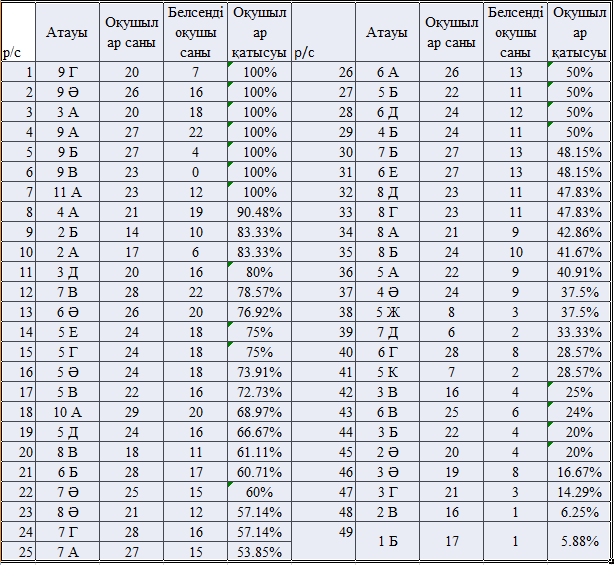 р/с Атауы Оқушылар саны Белсенді оқушы саны Оқушылар қатысуы р/с Атауы Оқушылар саны Белсенді оқушы саны Оқушылар қатысуы
1 9 Г 20 7 100% 26 6 А 26 13 50%
2 9 Ә 26 16 100% 27 5 Б 22 11 50%
3 3 А 20 18 100% 28 6 Д 24 12 50%
4 9 А 27 22 100% 29 4 Б 24 11 50%
5 9 Б 27 4 100% 30 7 Б 27 13 48.15%
6 9 В 23 0 100% 31 6 Е 27 13 48.15%
7 11 А 23 12 100% 32 8 Д 23 11 47.83%
8 4 А 21 19 90.48% 33 8 Г 23 11 47.83%
9 2 Б 14 10 83.33% 34 8 А 21 9 42.86%
10 2 А 17 6 83.33% 35 8 Б 24 10 41.67%
11 3 Д 20 16 80% 36 5 А 22 9 40.91%
12 7 В 28 22 78.57% 37 4 Ә 24 9 37.5%
13 6 Ә 26 20 76.92% 38 5 Ж 8 3 37.5%
14 5 Е 24 18 75% 39 7 Д 6 2 33.33%
15 5 Г 24 18 75% 40 6 Г 28 8 28.57%
16 5 Ә 24 18 73.91% 41 5 К 7 2 28.57%
17 5 В 22 16 72.73% 42 3 В 16 4 25%
18 10 А 29 20 68.97% 43 6 В 25 6 24%
19 5 Д 24 16 66.67% 44 3 Б 22 4 20%
20 8 В 18 11 61.11% 45 2 Ә 20 4 20%
21 6 Б 28 17 60.71% 46 3 Ә 19 8 16.67%
22 7 Ә 25 15 60% 47 3 Г 21 3 14.29%
23 8 Ә 21 12 57.14% 48 2 В 16 1 6.25%
24 7 Г 28 16 57.14% 49 1 Б 17 1 5.88%
25 7 А 27 15 53.85%